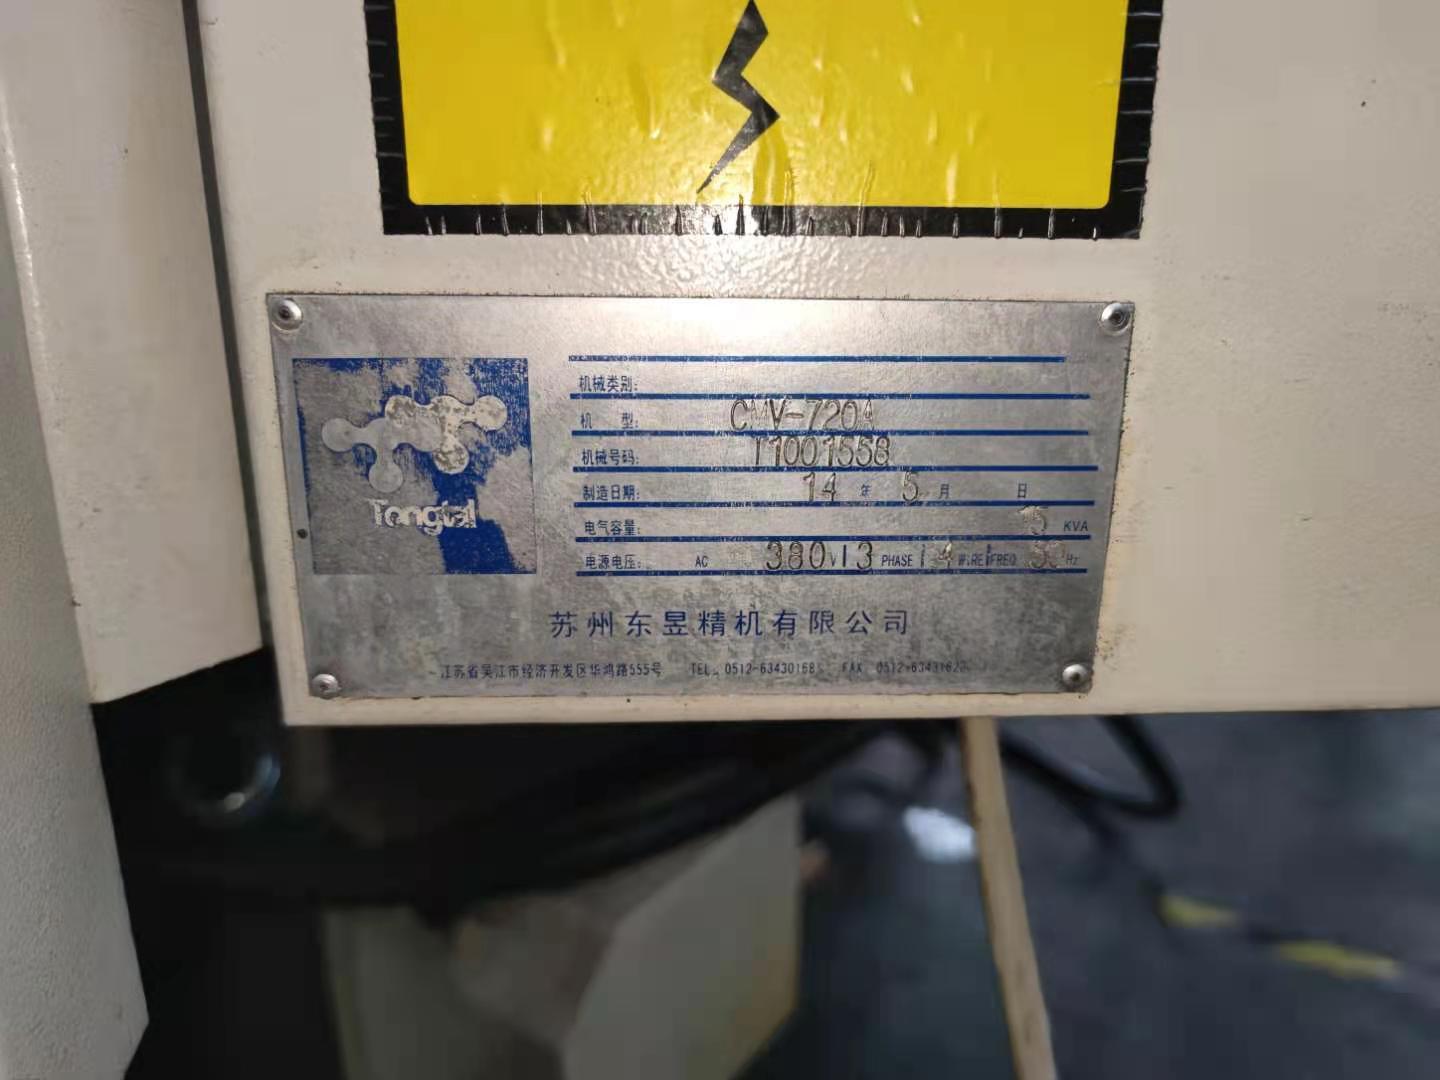 Tongtai
机械类别:
机 型: CMV-720A
机械号码: T1001558
制造日期: 14 年 5 月 日
电气容量: 15 KVA
电源电压: AC 380V 3 PHASE 4 WIRE FREQ 50 Hz
苏州东昱精机有限公司
江苏省吴江市经济开发区华鸿路555号 TEL.: 0512-63430168 FAX